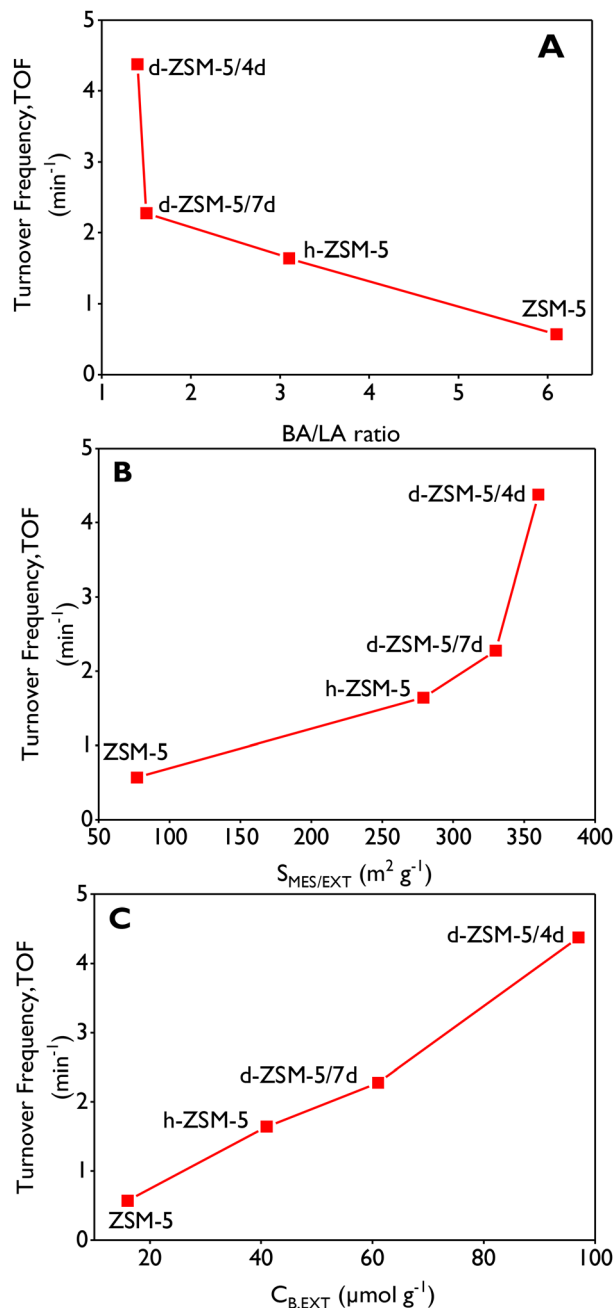 A
Turnover Frequency,TOF
(min⁻¹)
5
4
3
2
1
0
d-ZSM-5/4d
d-ZSM-5/7d
h-ZSM-5
ZSM-5
1 2 3 4 5 6
BA/LA ratio
B
Turnover Frequency,TOF
(min⁻¹)
5
4
3
2
1
0
d-ZSM-5/4d
d-ZSM-5/7d
h-ZSM-5
ZSM-5
50 100 150 200 250 300 350 400
S_MES/EXT (m² g⁻¹)
C
Turnover Frequency,TOF
(min⁻¹)
5
4
3
2
1
0
d-ZSM-5/4d
d-ZSM-5/7d
h-ZSM-5
ZSM-5
20 40 60 80 100
C_B,EXT (µmol g⁻¹)